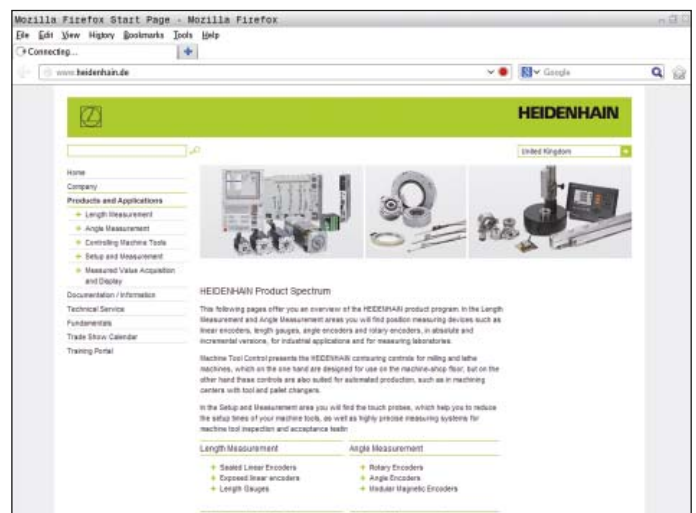 Mozilla Firefox Start Page - Mozilla Firefox
File Edit View History Bookmarks Tools Help
Connecting...
www.heidenhain.de
Google
HEIDENHAIN
United Kingdom
Home
Company
Products and Applications
Length Measurement
Angle Measurement
Controlling Machine Tools
Setup and Measurement
Measured Value Acquisition
and Display
Documentation / Information
Technical Service
Fundamentals
Trade Show Calendar
Training Portal
HEIDENHAIN Product Spectrum
This following pages offer you an overview of the HEIDENHAIN product program. In the Length
Measurement and Angle Measurement areas you will find position measuring devices such as
linear encoders, length gauges, angle encoders and rotary encoders, in absolute and
incremental versions, for industrial applications and for measuring laboratories.
Machine Tool Control presents the HEIDENHAIN contouring controls for milling and lathe
machines, which on the one hand are designed for use on the machine-shop floor, but on the
other hand these controls are also suited for automated production, such as in machining
centers with tool and pallet changers.
In the Setup and Measurement area you will find the touch probes, which help you to reduce
the setup times of your machine tools, as well as highly precise measuring systems for
machine tool inspection and acceptance testin
Length Measurement
Sealed Linear Encoders
Exposed linear encoders
Length Gauges
Angle Measurement
Rotary Encoders
Angle Encoders
Modular Magnetic Encoders